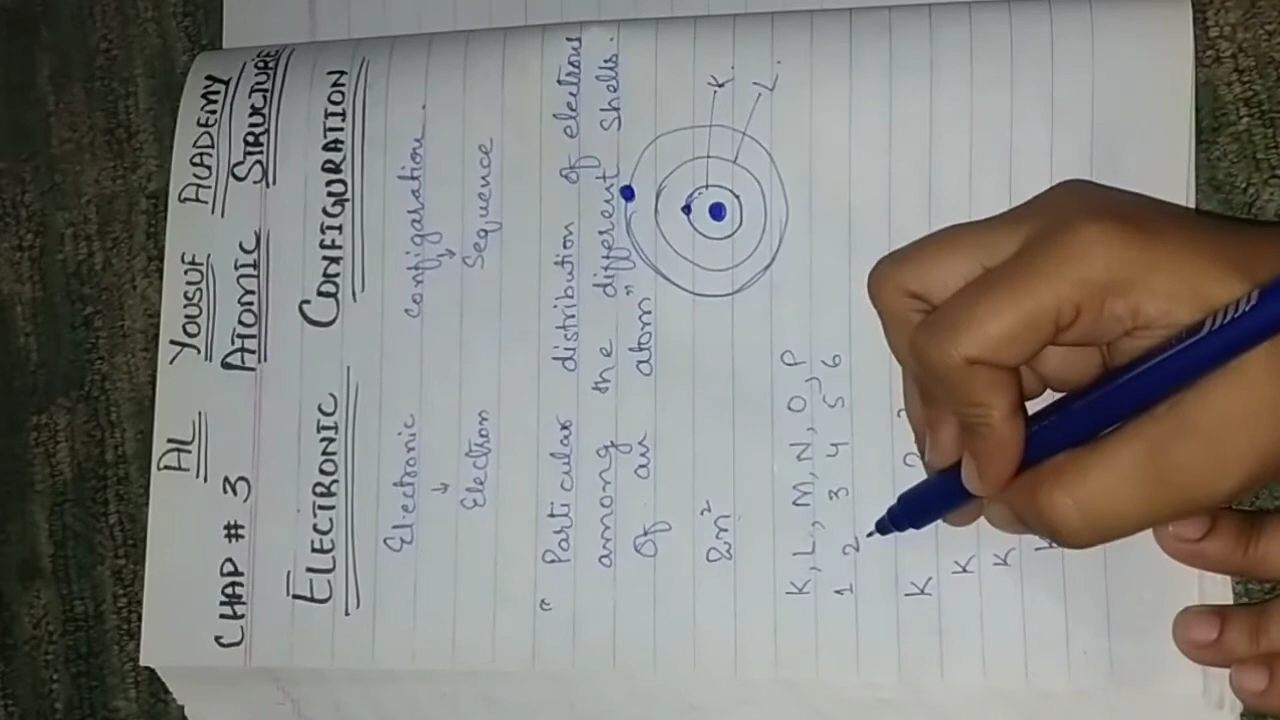 AL YOUSUF ACADEMY
CHAP # 3 ATOMIC STRUCTURE
ELECTRONIC CONFIGURATION
Electronic configaration.
↓ ↓
Electron Sequence
" Particular distribution of electrons
among the different shells.
Of an atom"
2n²
K.
L.
K, L, M, N, O, P
1 2 3 4 5 6
K
K
K
K